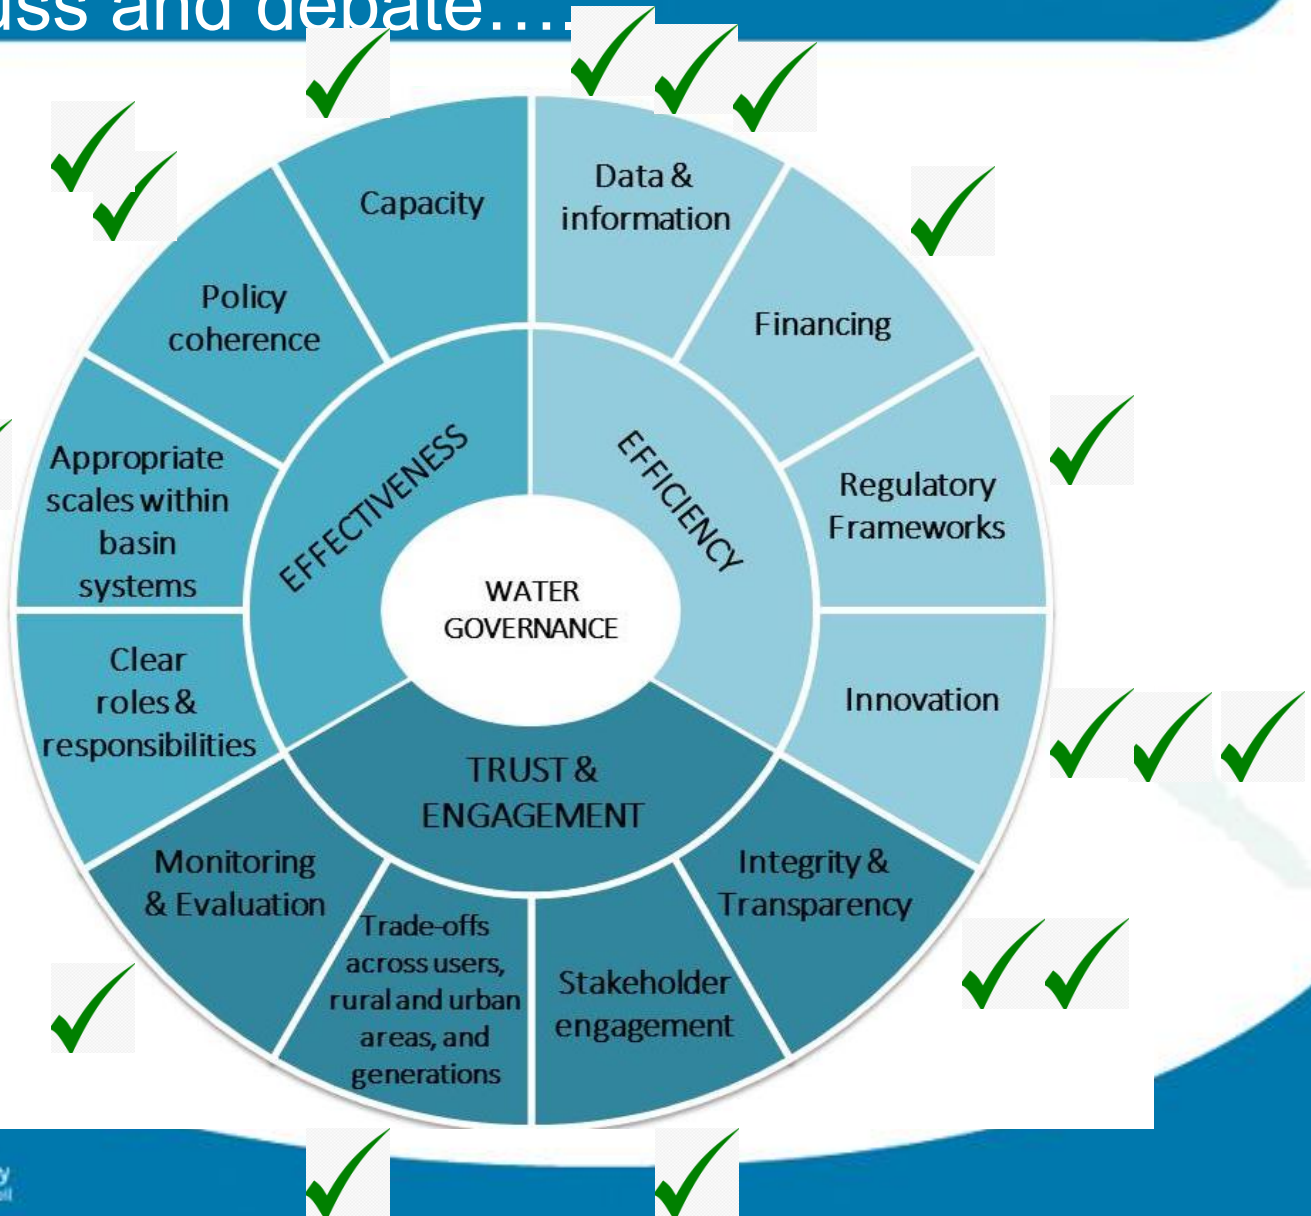 and debate....
Capacity
Data &
information
Policy
coherence
Financing
Appropriate
scales within
basin
systems
Regulatory
Frameworks
EFFECTIVENESS
EFFICIENCY
WATER
GOVERNANCE
Clear
roles &
responsibilities
Innovation
TRUST &
ENGAGEMENT
Monitoring
& Evaluation
Integrity &
Transparency
Trade-offs
across users,
rural and urban
areas, and
generations
Stakeholder
engagement